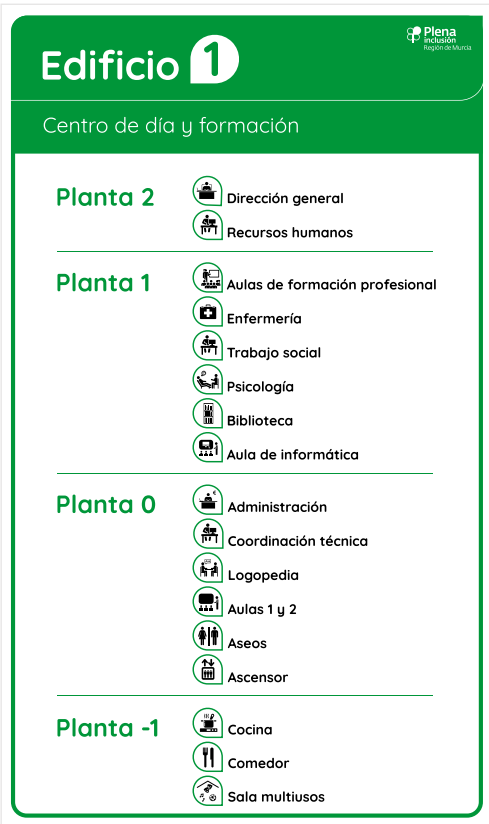 Edificio 1
Plena
inclusión
Región de Murcia
Centro de día y formación
Planta 2
Dirección general
Recursos humanos
Planta 1
Aulas de formación profesional
Enfermería
Trabajo social
Psicología
Biblioteca
Aula de informática
Planta 0
Administración
Coordinación técnica
Logopedia
Aulas 1 y 2
Aseos
Ascensor
Planta -1
Cocina
Comedor
Sala multiusos